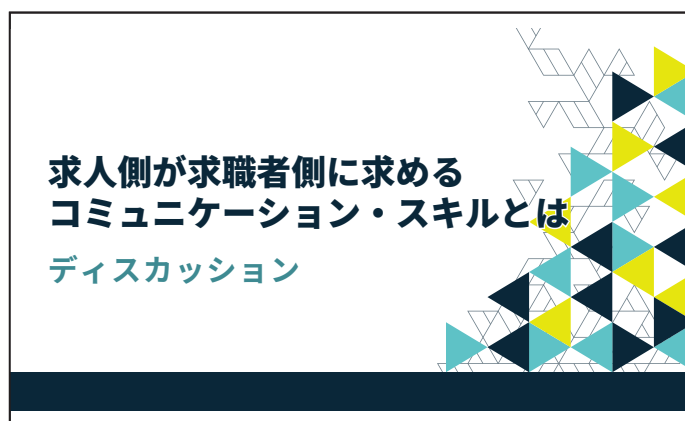 求人側が求職者側に求める
コミュニケーション・スキルとは
ディスカッション